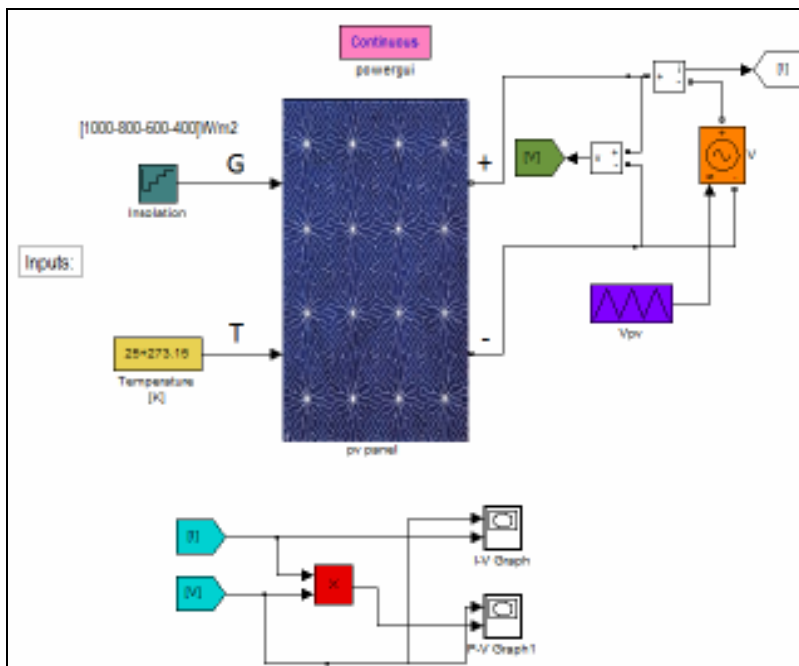 Continuous
powergui
[1000-800-600-400]W/m2
G
Insolation
Inputs:
25+273.15
T
Temperature
[K]
+
-
pv panel
[V]
+
-
v
+
-
i
[I]
V
+
-
Vpv
[I]
[V]
×
I-V Graph
P-V Graph1